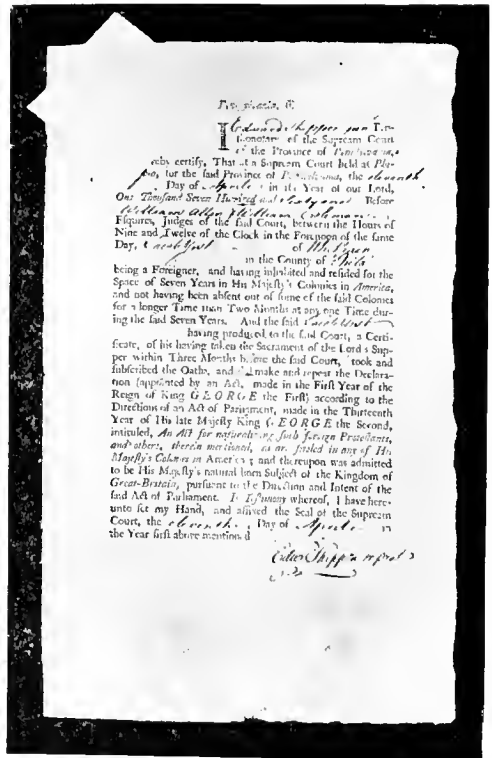 I Edward Shippen jun.r Pro-
thonotary of the Supream Court
of the Province of Pennsylvania,
reby certify, That at a Supream Court held at Phi-
, for the said Province of Pennsylvania, the eleventh
Day of Aprile in the Year of our Lord,
One Thousand Seven Hundred and Sixty one Before
William Allen & William Coleman
Esquires, Judges of the said Court, between the Hours of
Nine and Twelve of the Clock in the Forenoon of the same
Day, Jacob Yost of
in the County of Phila
being a Foreigner, and having inhabited and resided for the
Space of Seven Years in His Majesty's Colonies in America,
and not having been absent out of some of the said Colonies
for a longer Time than Two Months at any one Time dur-
ing the said Seven Years. And the said Jacob Yost
having produced to the said Court, a Certi-
ficate, of his having taken the Sacrament of the Lord's Sup-
per within Three Months before the said Court, took and
subscribed the Oaths, and did make and repeat the Declara-
tion (appointed by an Act, made in the First Year of the
Reign of King GEORGE the First) according to the
Directions of an Act of Parliament, made in the Thirteenth
Year of His late Majesty King GEORGE the Second,
intituled, An Act for naturalizing such foreign Protestants,
and others, therein mentioned, as are settled in any of His
Majesty's Colonies in America; and thereupon was admitted
to be His Majesty's natural born Subject of the Kingdom of
Great-Britain, pursuant to the Direction and Intent of the
said Act of Parliament. In Testimony whereof, I have here-
unto set my Hand, and affixed the Seal of the Supream
Court, the eleventh Day of Aprile in
the Year first above mentioned
Edwd Shippen jr